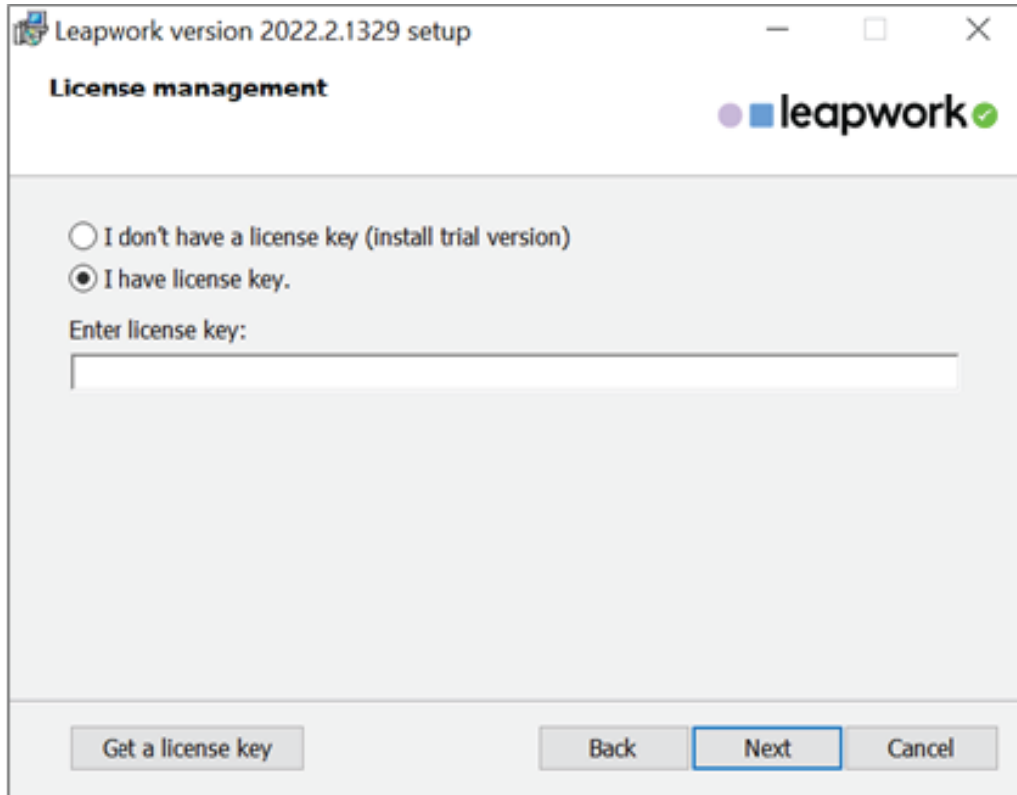 Leapwork version 2022.2.1329 setup
License management
leapwork
I don't have a license key (install trial version)
I have license key.
Enter license key:
Get a license key
Back
Next
Cancel